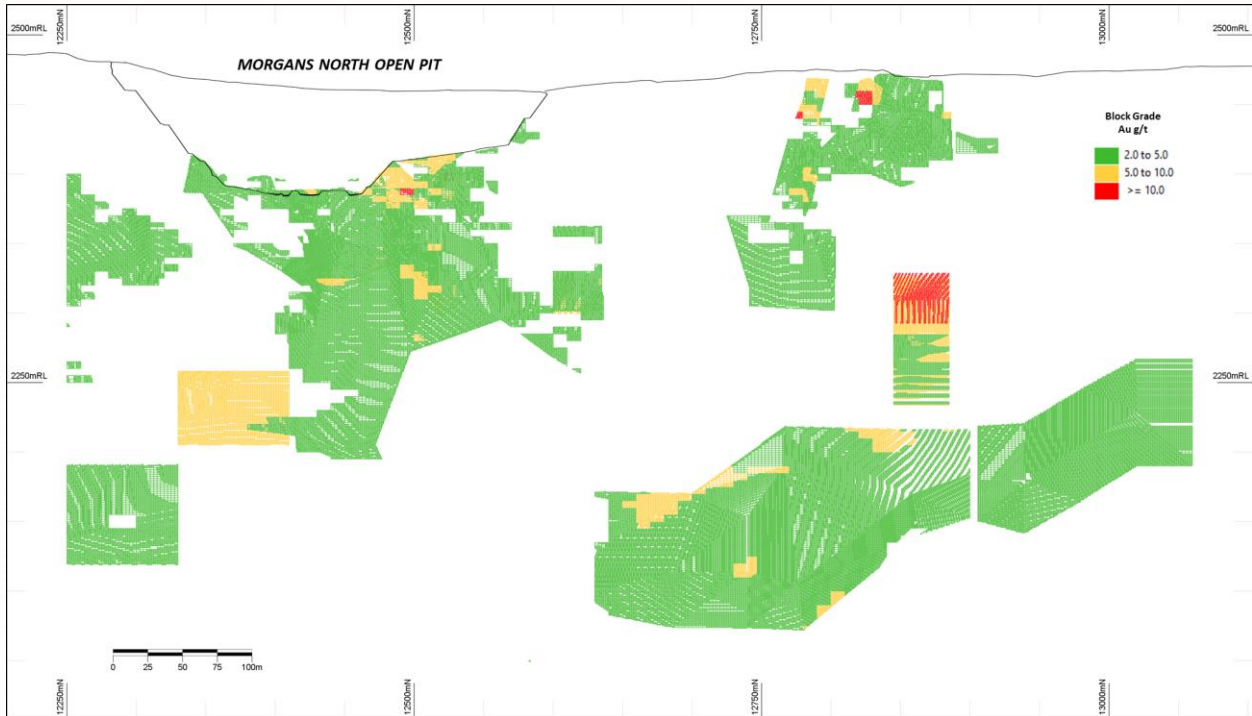 12250mN
12500mN
12750mN
13000mN
2500mRL
2500mRL
MORGANS NORTH OPEN PIT
Block Grade
Au g/t
2.0 to 5.0
5.0 to 10.0
>= 10.0
2250mRL
2250mRL
0 25 50 75 100m
12250mN
12500mN
12750mN
13000mN